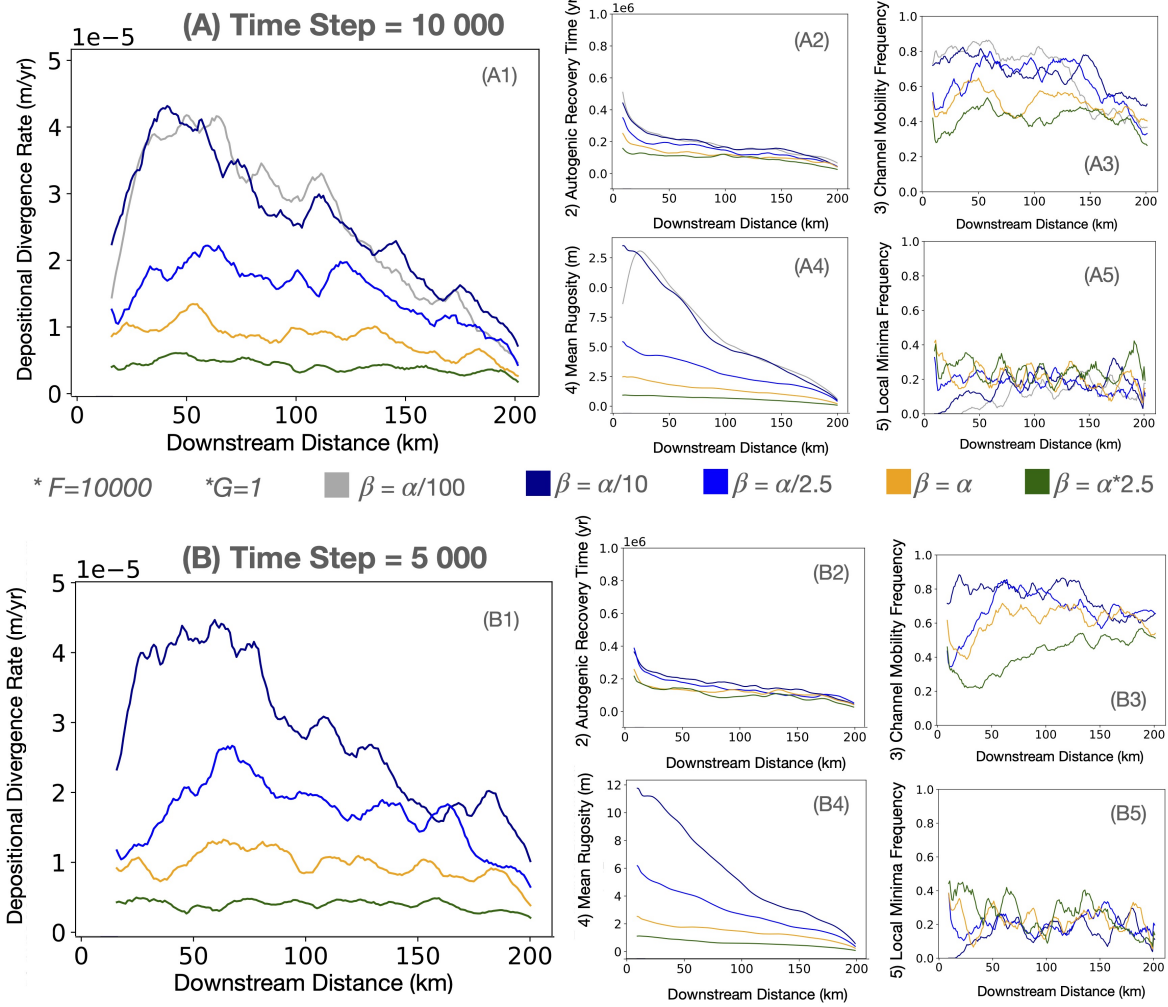 (A) Time Step = 10 000
1e−5
(A1)
Depositional Divergence Rate (m/yr)
5
4
3
2
1
0
0 50 100 150 200
Downstream Distance (km)
1e6
(A2)
2) Autogenic Recovery Time (yr)
1.0
0.8
0.6
0.4
0.2
0.0
0 50 100 150 200
Downstream Distance (km)
(A3)
3) Channel Mobility Frequency
1.0
0.8
0.6
0.4
0.2
0.0
0 50 100 150 200
Downstream Distance (km)
(A4)
4) Mean Rugosity (m)
2.5
0.0
7.5
5.0
2.5
0.0
0 50 100 150 200
Downstream Distance (km)
(A5)
5) Local Minima Frequency
1.0
0.8
0.6
0.4
0.2
0.0
0 50 100 150 200
Downstream Distance (km)
* F=10000 *G=1 β = α/100 β = α/10 β = α/2.5 β = α β = α*2.5
(B) Time Step = 5 000
1e−5
(B1)
Depositional Divergence Rate (m/yr)
5
4
3
2
1
0
0 50 100 150 200
Downstream Distance (km)
1e6
(B2)
2) Autogenic Recovery Time (yr)
1.0
0.8
0.6
0.4
0.2
0.0
0 50 100 150 200
Downstream Distance (km)
(B3)
3) Channel Mobility Frequency
1.0
0.8
0.6
0.4
0.2
0.0
0 50 100 150 200
Downstream Distance (km)
(B4)
4) Mean Rugosity (m)
12
10
8
6
4
2
0
0 50 100 150 200
Downstream Distance (km)
(B5)
5) Local Minima Frequency
1.0
0.8
0.6
0.4
0.2
0.0
0 50 100 150 200
Downstream Distance (km)